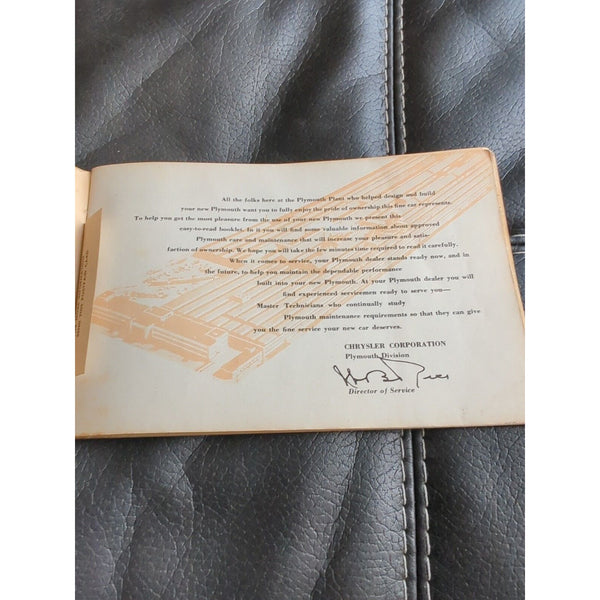 All the folks here at the Plymouth Plant who helped design and build
your new Plymouth want you to fully enjoy the pride of ownership this fine car represents.
To help you get the most pleasure from the use of your new Plymouth we present this
easy-to-read booklet. In it you will find some valuable information about approved
Plymouth care and maintenance that will increase your pleasure and satis-
faction of ownership. We hope you will take the few minutes time required to read it carefully.
When it comes to service, your Plymouth dealer stands ready now, and in
the future, to help you maintain the dependable performance
built into your new Plymouth. At your Plymouth dealer you will
find experienced servicemen ready to serve you—
Master Technicians who continually study
Plymouth maintenance requirements so that they can give
you the fine service your new car deserves.
CHRYSLER CORPORATION
Plymouth Division
Director of Service